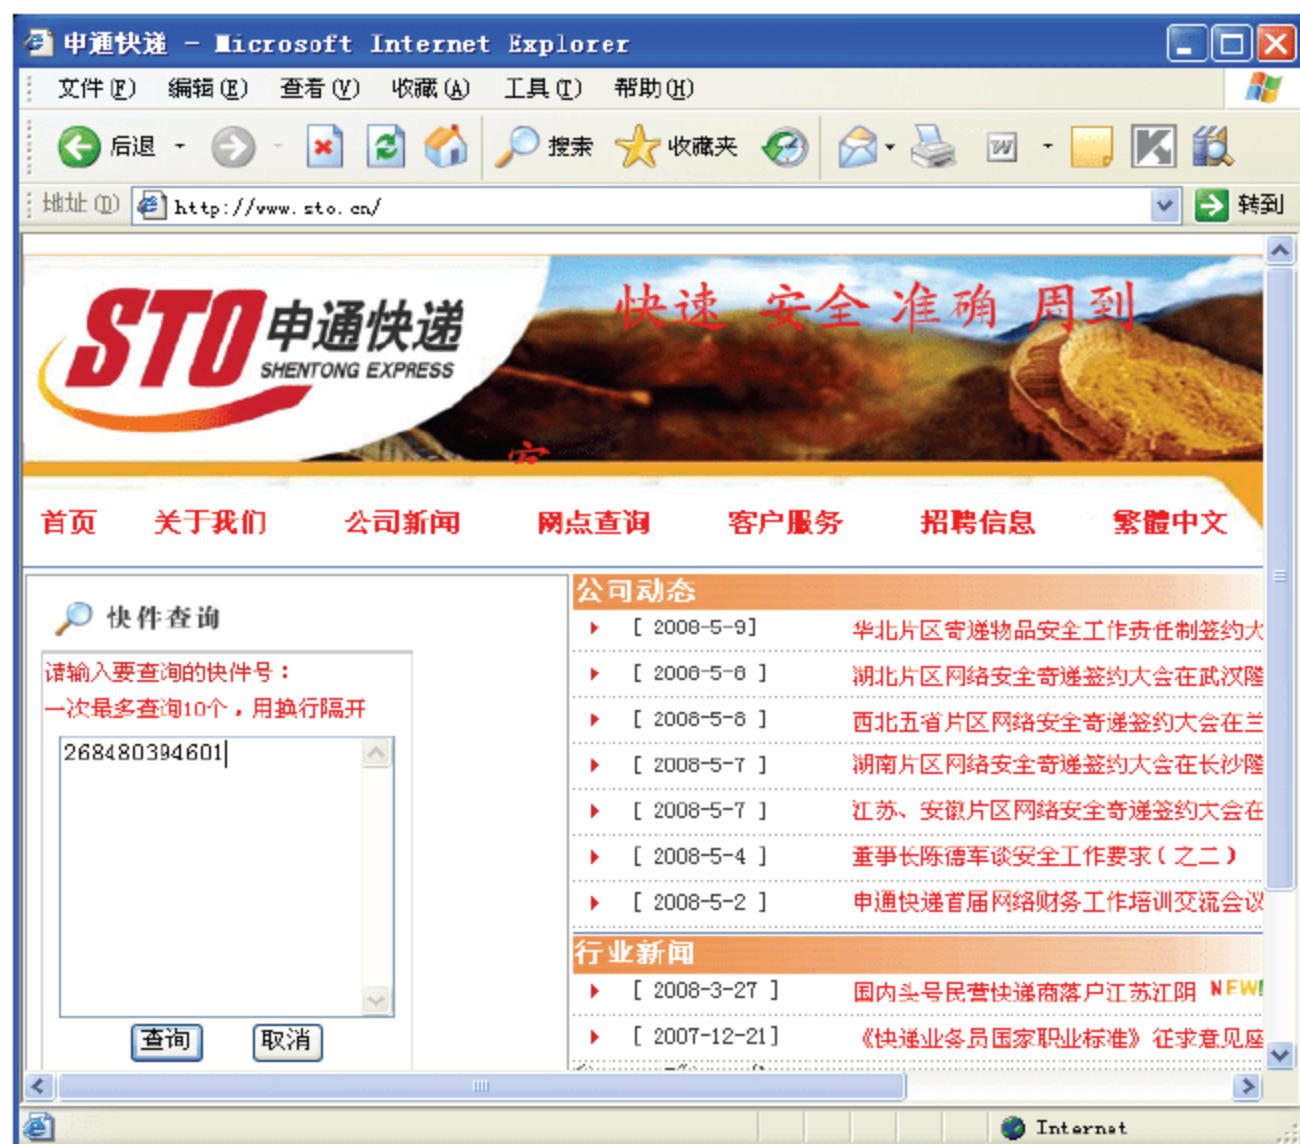 申通快递 - Microsoft Internet Explorer
文件(F) 编辑(E) 查看(V) 收藏(A) 工具(T) 帮助(H)
后退 搜索 收藏夹
地址(D) http://www.sto.cn/ 转到
STO 申通快递
SHENTONG EXPRESS
快速 安全 准确 周到
首页 关于我们 公司新闻 网点查询 客户服务 招聘信息 繁體中文
快件查询
请输入要查询的快件号：
一次最多查询10个，用换行隔开
268480394601
查询 取消
公司动态
[ 2008-5-9] 华北片区寄递物品安全工作责任制签约大
[ 2008-5-8 ] 湖北片区网络安全寄递签约大会在武汉隆
[ 2008-5-8 ] 西北五省片区网络安全寄递签约大会在兰
[ 2008-5-7 ] 湖南片区网络安全寄递签约大会在长沙隆
[ 2008-5-7 ] 江苏、安徽片区网络安全寄递签约大会在
[ 2008-5-4 ] 董事长陈德军谈安全工作要求(之二)
[ 2008-5-2 ] 申通快递首届网络财务工作培训交流会议
行业新闻
[ 2008-3-27 ] 国内头号民营快递商落户江苏江阴 NEW!
[ 2007-12-21] 《快递业务员国家职业标准》征求意见座
Internet